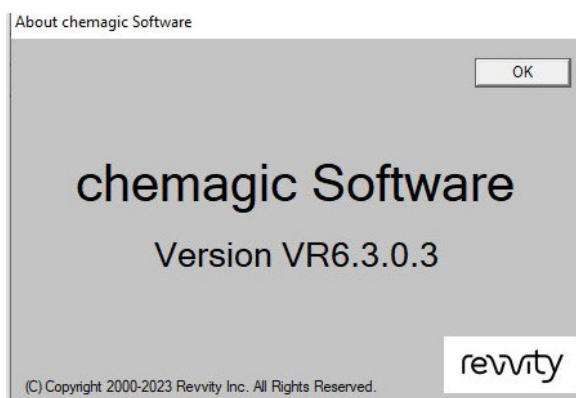 About chemagic Software
OK
chemagic Software
Version VR6.3.0.3
revvity
(C) Copyright 2000-2023 Revvity Inc. All Rights Reserved.